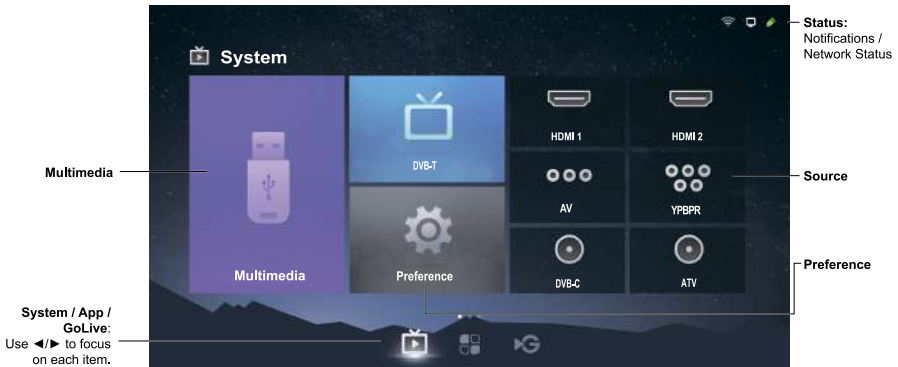 Status:
Notifications /
Network Status
System
HDMI 1
HDMI 2
DVB-T
Multimedia
AV
YPBPR
Source
Multimedia
Preference
DVB-C
ATV
Preference
System / App /
GoLive:
Use ◄/► to focus
on each item.